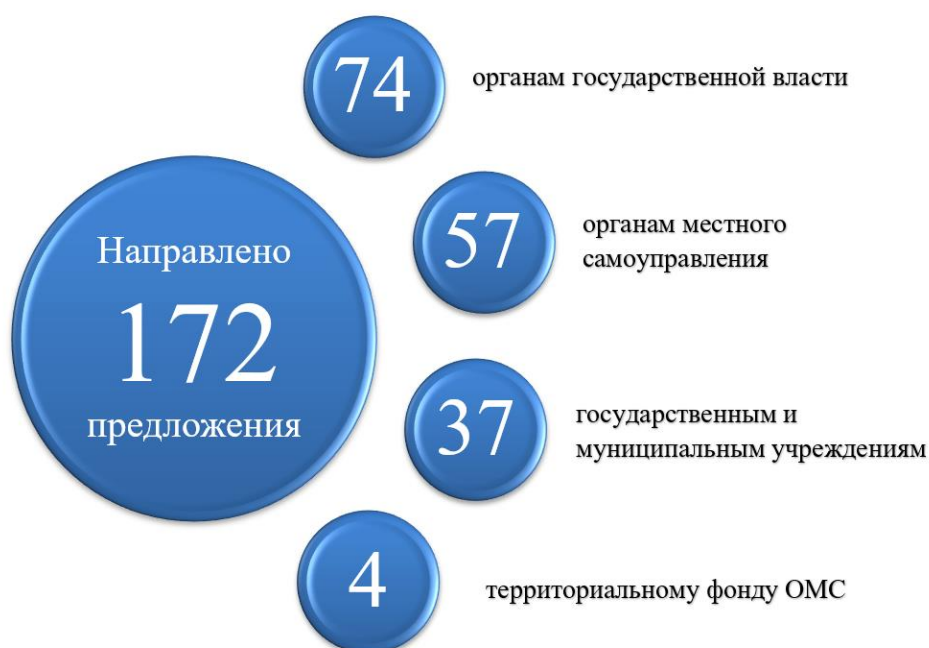 Направлено
172
предложения
74
органам государственной власти
57
органам местного
самоуправления
37
государственным и
муниципальным учреждениям
4
территориальному фонду ОМС